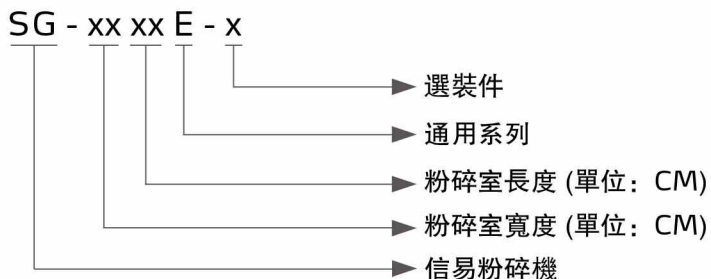 SG - xx xx E - x
選裝件
通用系列
粉碎室長度 (單位：CM)
粉碎室寬度 (單位：CM)
信易粉碎機